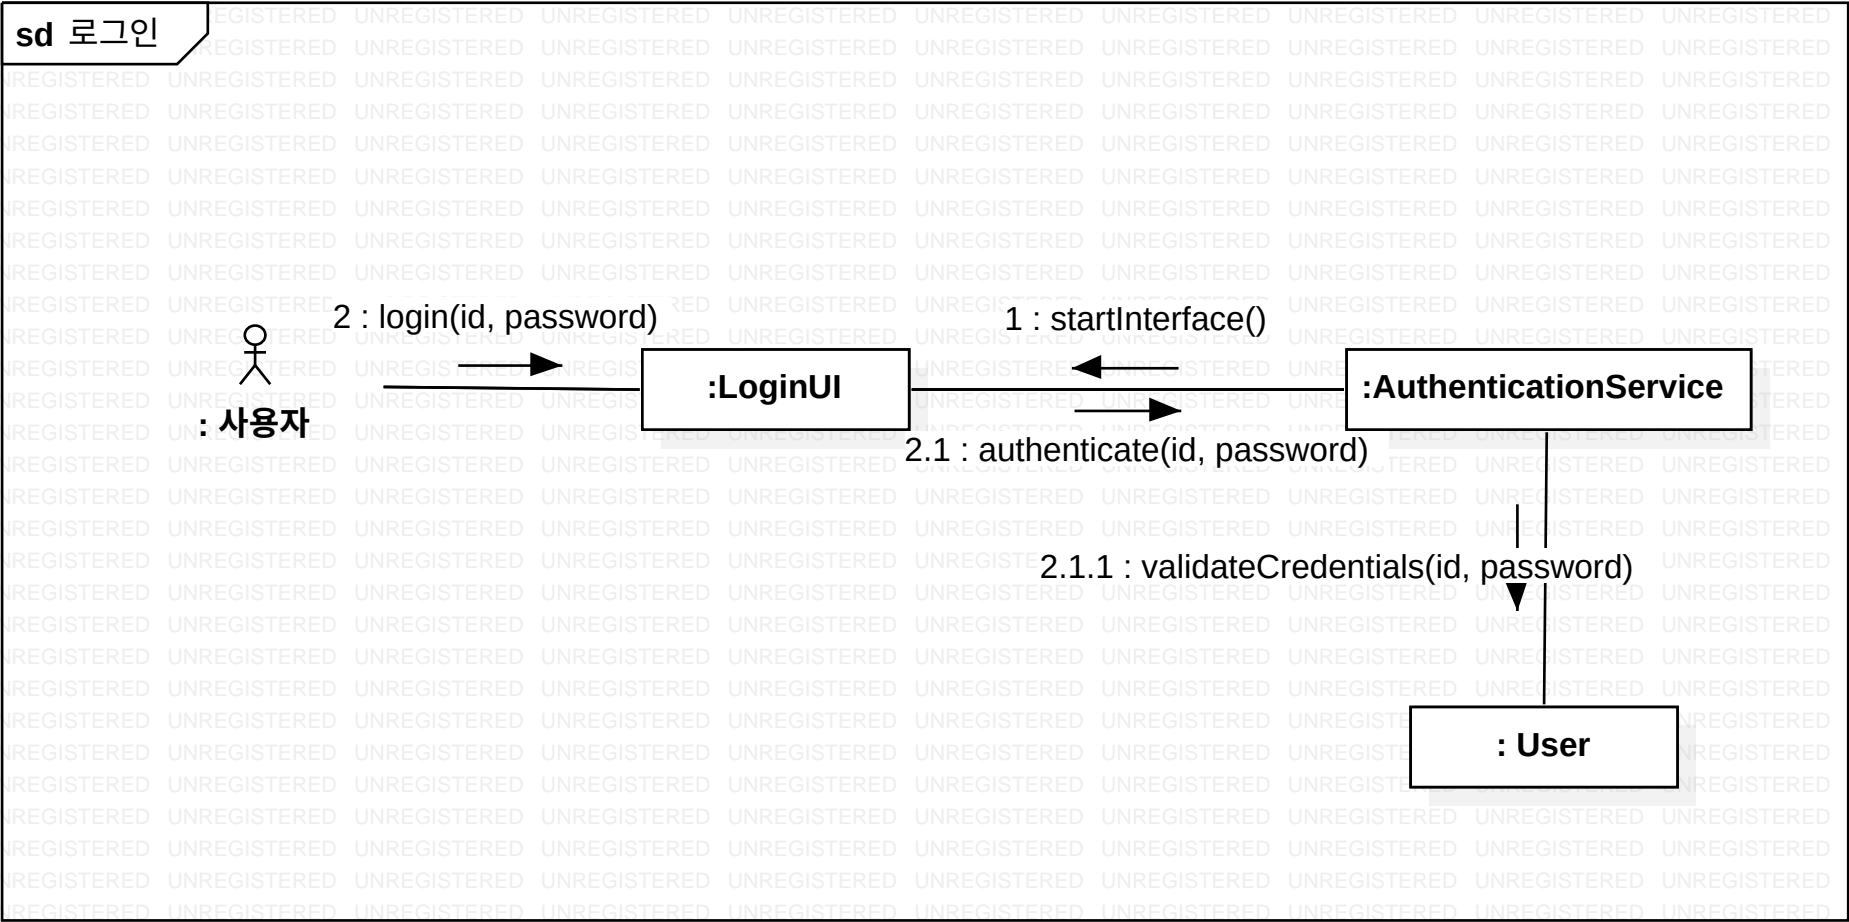 sd 로그인
2 : login(id, password)
1 : startInterface()
: 사용자
:LoginUI
:AuthenticationService
2.1 : authenticate(id, password)
2.1.1 : validateCredentials(id, password)
: User
UNREGISTERED